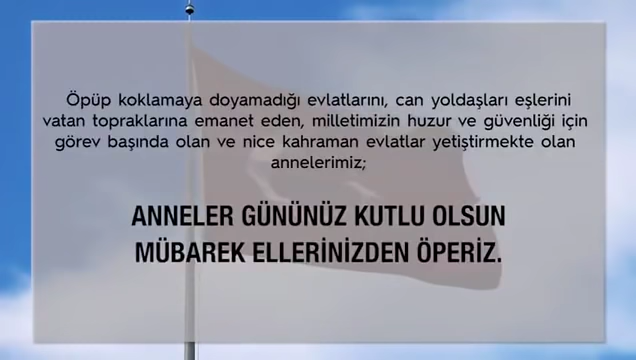 Öpüp koklamaya doyamadığı evlatlarını, can yoldaşları eşlerini
vatan topraklarına emanet eden, milletimizin huzur ve güvenliği için
görev başında olan ve nice kahraman evlatlar yetiştirmekte olan
annelerimiz;
ANNELER GÜNÜNÜZ KUTLU OLSUN
MÜBAREK ELLERİNİZDEN ÖPERİZ.